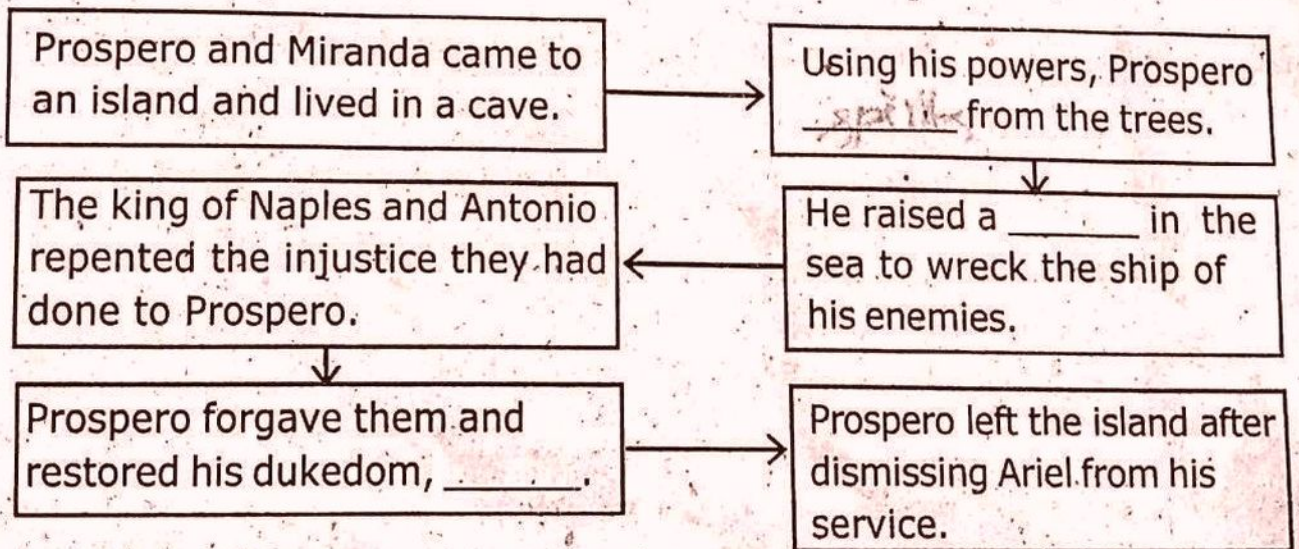 Prospero and Miranda came to
an island and lived in a cave.
Using his powers, Prospero
_______ from the trees.
He raised a _______ in the
sea to wreck the ship of
his enemies.
The king of Naples and Antonio
repented the injustice they had
done to Prospero.
Prospero forgave them and
restored his dukedom, _______.
Prospero left the island after
dismissing Ariel from his
service.